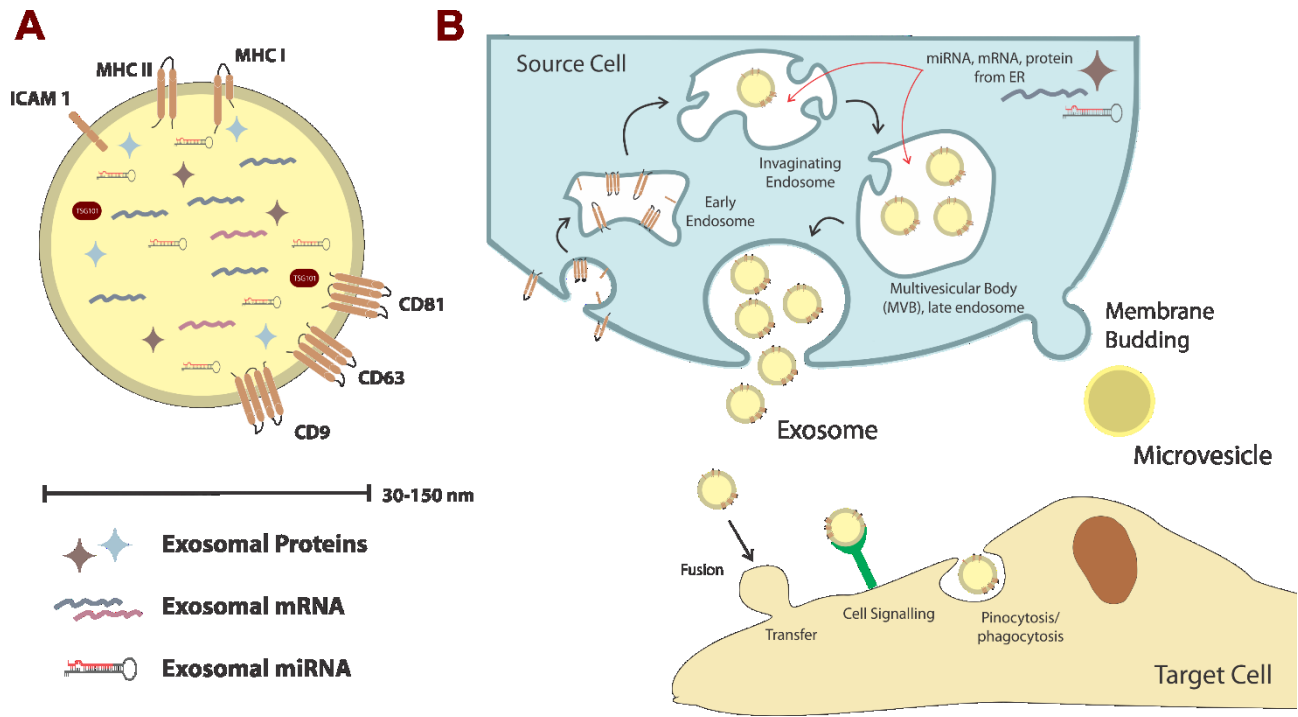 A
MHC II
MHC I
ICAM 1
TSG101
TSG101
CD81
CD63
CD9
30-150 nm
Exosomal Proteins
Exosomal mRNA
Exosomal miRNA
B
Source Cell
miRNA, mRNA, protein
from ER
Invaginating
Endosome
Early
Endosome
Multivesicular Body
(MVB), late endosome
Membrane
Budding
Exosome
Microvesicle
Fusion
Transfer
Cell Signalling
Pinocytosis/
phagocytosis
Target Cell